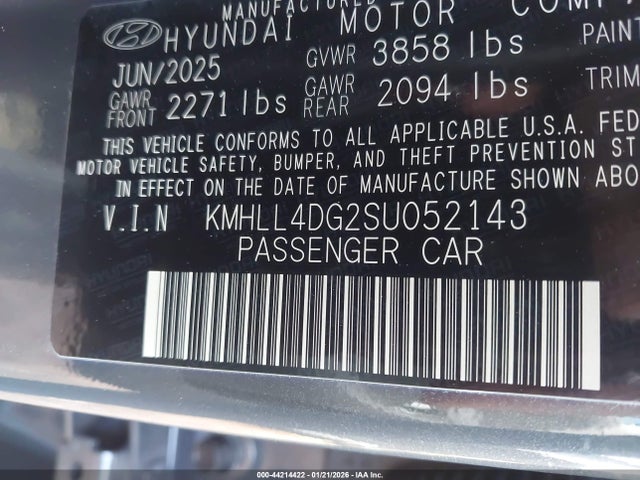 MANUFACTURED
HYUNDAI MOTOR COMP
JUN/2025 GVWR 3858 lbs PAINT
GAWR FRONT 2271 lbs GAWR REAR 2094 lbs TRIM
THIS VEHICLE CONFORMS TO ALL APPLICABLE U.S.A. FED
MOTOR VEHICLE SAFETY, BUMPER, AND THEFT PREVENTION ST
IN EFFECT ON THE DATE OF MANUFACTURE SHOWN ABO
V.I.N KMHLL4DG2SU052143
PASSENGER CAR
000-44214422 - 01/21/2026 - IAA Inc.